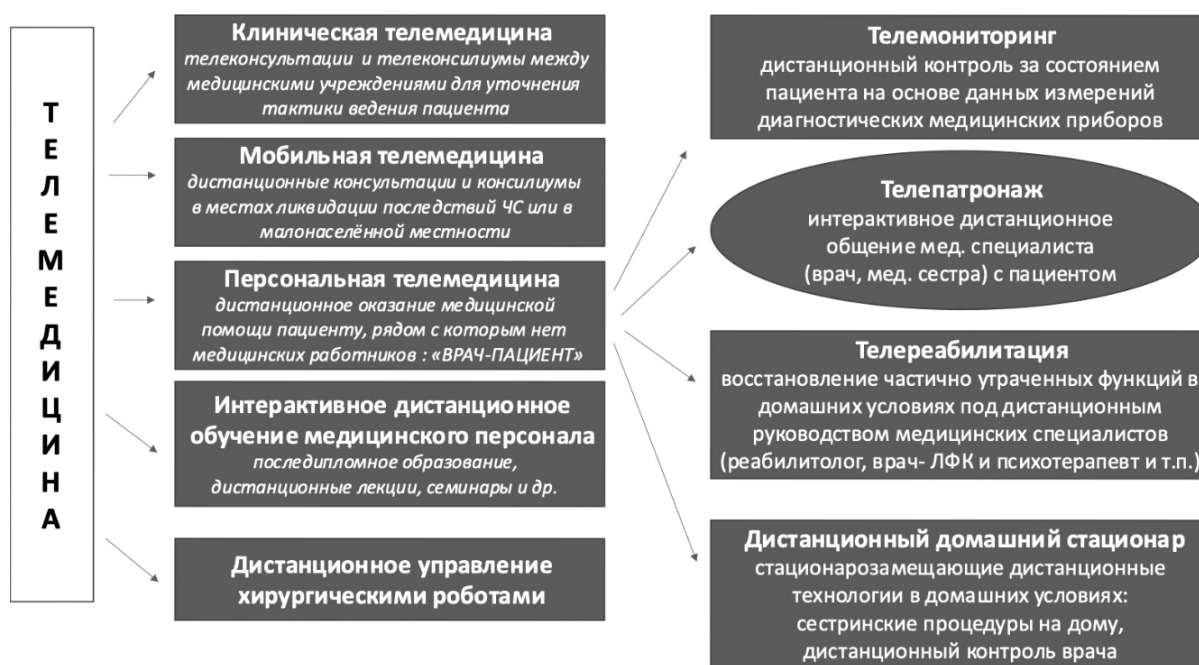 ТЕЛЕМЕДИЦИНА
Клиническая телемедицина
телеконсультации и телеконсилиумы между
медицинскими учреждениями для уточнения
тактики ведения пациента
Мобильная телемедицина
дистанционные консультации и консилиумы
в местах ликвидации последствий ЧС или в
малонаселённой местности
Персональная телемедицина
дистанционное оказание медицинской
помощи пациенту, рядом с которым нет
медицинских работников : «ВРАЧ-ПАЦИЕНТ»
Интерактивное дистанционное
обучение медицинского персонала
последипломное образование,
дистанционные лекции, семинары и др.
Дистанционное управление
хирургическими роботами
Телемониторинг
дистанционный контроль за состоянием
пациента на основе данных измерений
диагностических медицинских приборов
Телепатронаж
интерактивное дистанционное
общение мед. специалиста
(врач, мед. сестра) с пациентом
Телереабилитация
восстановление частично утраченных функций в
домашних условиях под дистанционным
руководством медицинских специалистов
(реабилитолог, врач- ЛФК и психотерапевт и т.п.)
Дистанционный домашний стационар
стационарозамещающие дистанционные
технологии в домашних условиях:
сестринские процедуры на дому,
дистанционный контроль врача